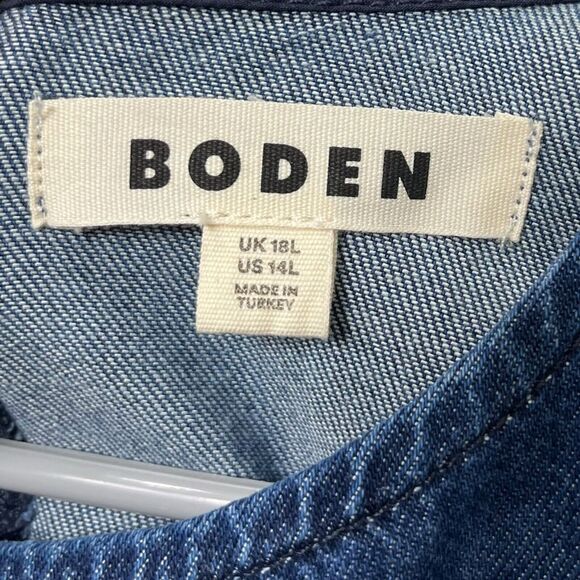 BODEN
UK 18L
US 14L
MADE IN
TURKEY